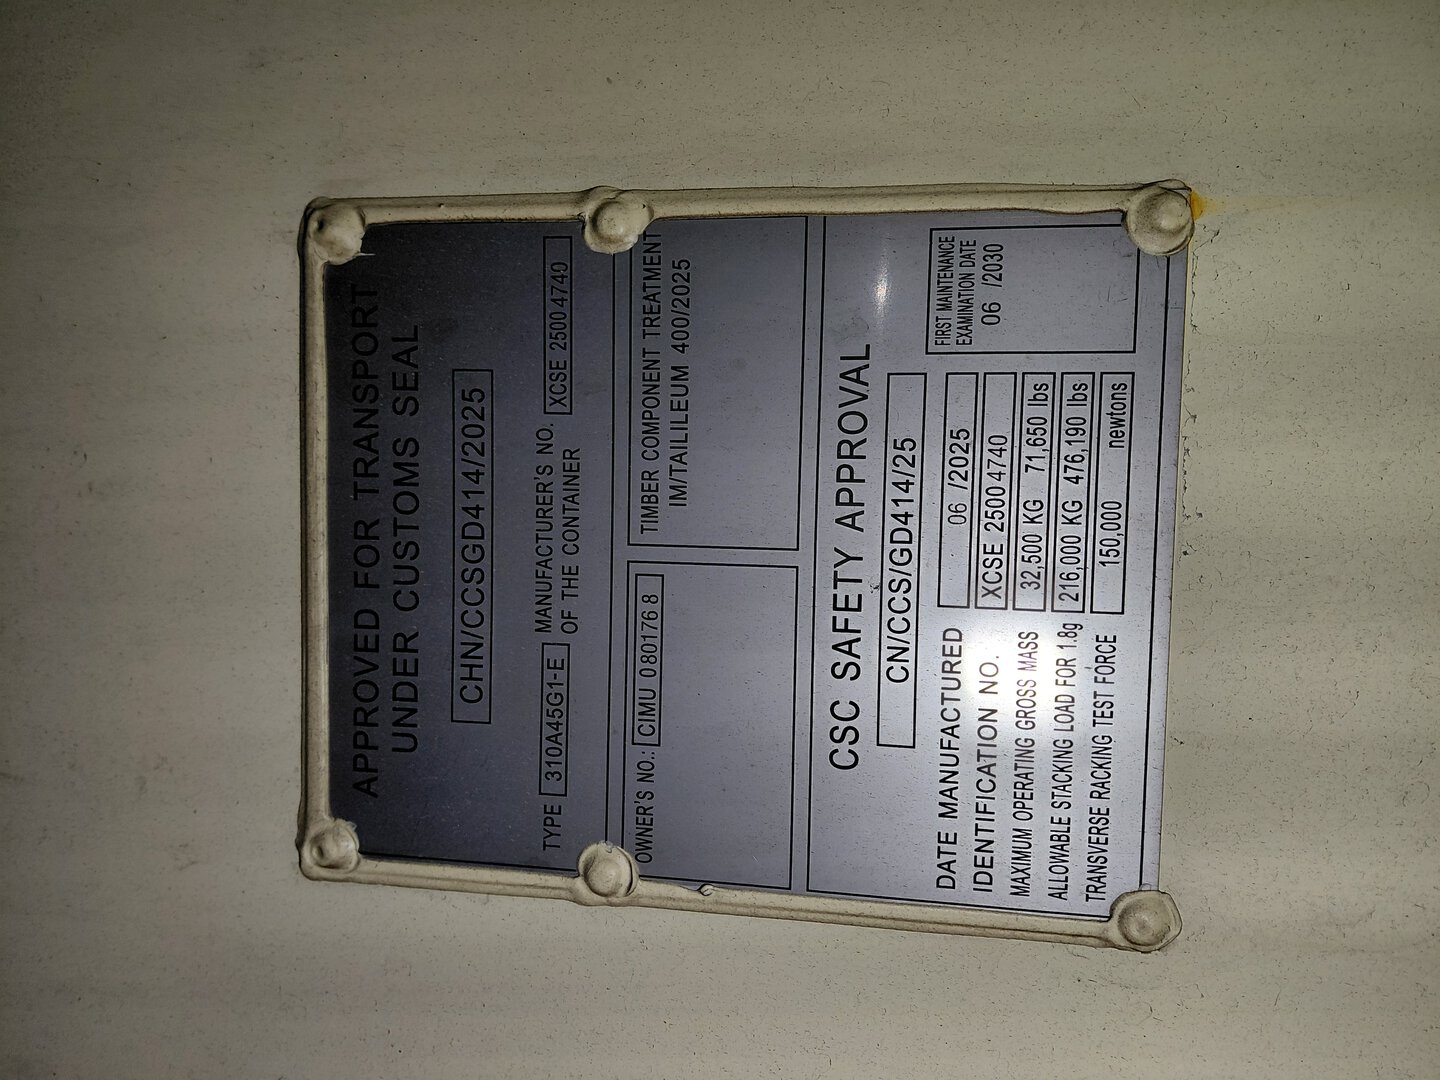 APPROVED FOR TRANSPORT
UNDER CUSTOMS SEAL
CHN/CCSGD414/2025
TYPE 310A45G1-E MANUFACTURER'S NO. OF THE CONTAINER XCSE 2500 4740
OWNER'S NO.: CIMU 080176 8
TIMBER COMPONENT TREATMENT
IM/TAILILEUM 400/2025
CSC SAFETY APPROVAL
CN/CCS/GD414/25
DATE MANUFACTURED 06 /2025
IDENTIFICATION NO. XCSE 2500 4740
MAXIMUM OPERATING GROSS MASS 32,500 KG 71,650 lbs
ALLOWABLE STACKING LOAD FOR 1.8g 216,000 KG 476,190 lbs
TRANSVERSE RACKING TEST FORCE 150,000 newtons
FIRST MAINTENANCE
EXAMINATION DATE
06 /2030